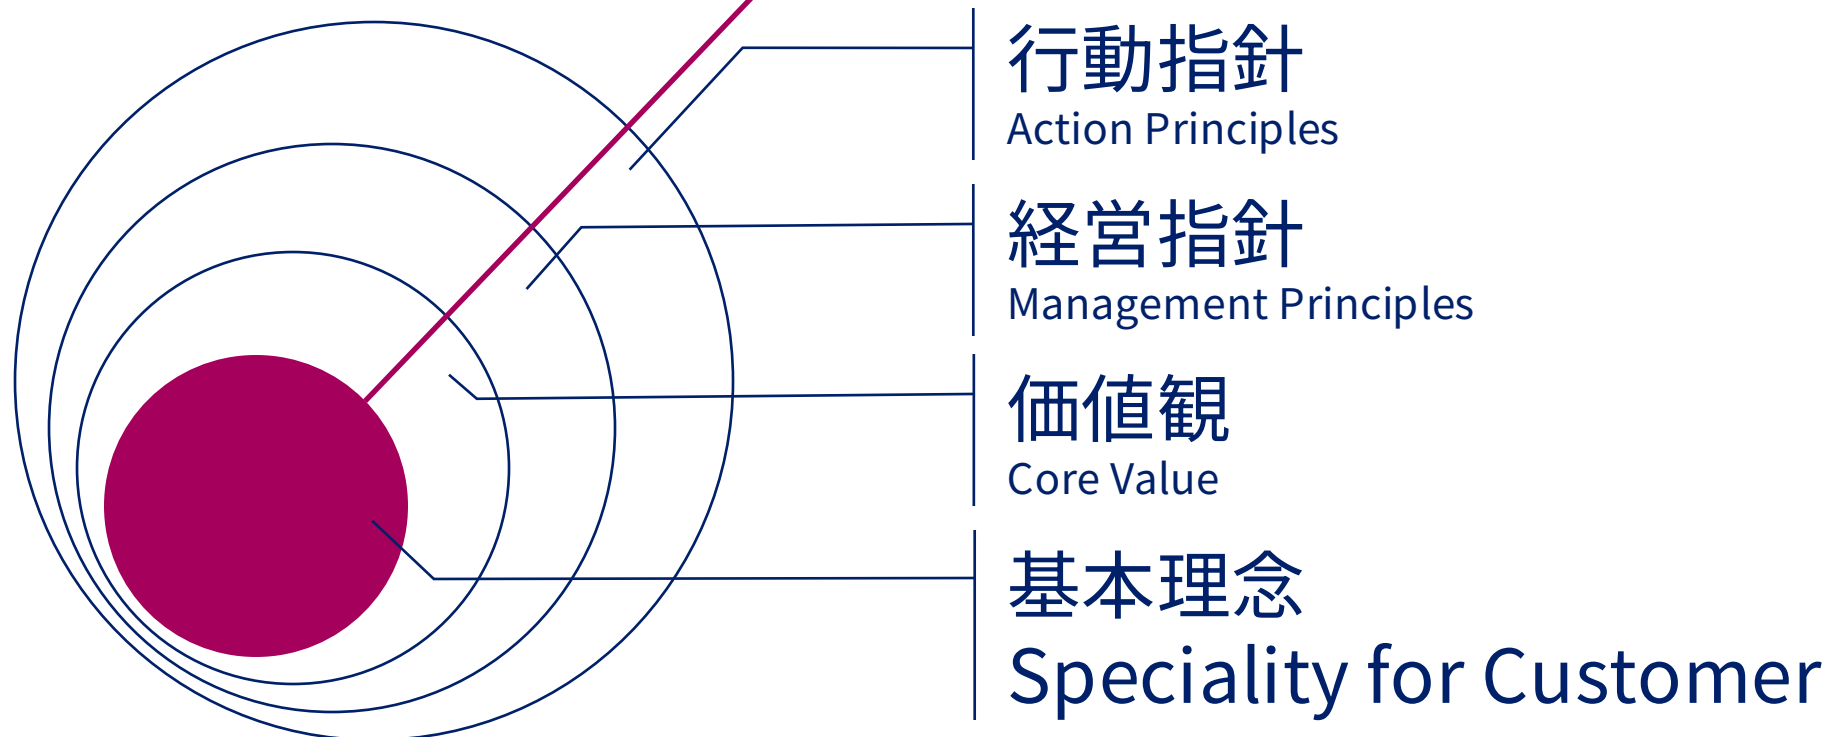 行動指針
Action Principles
経営指針
Management Principles
価値観
Core Value
基本理念
Speciality for Customer